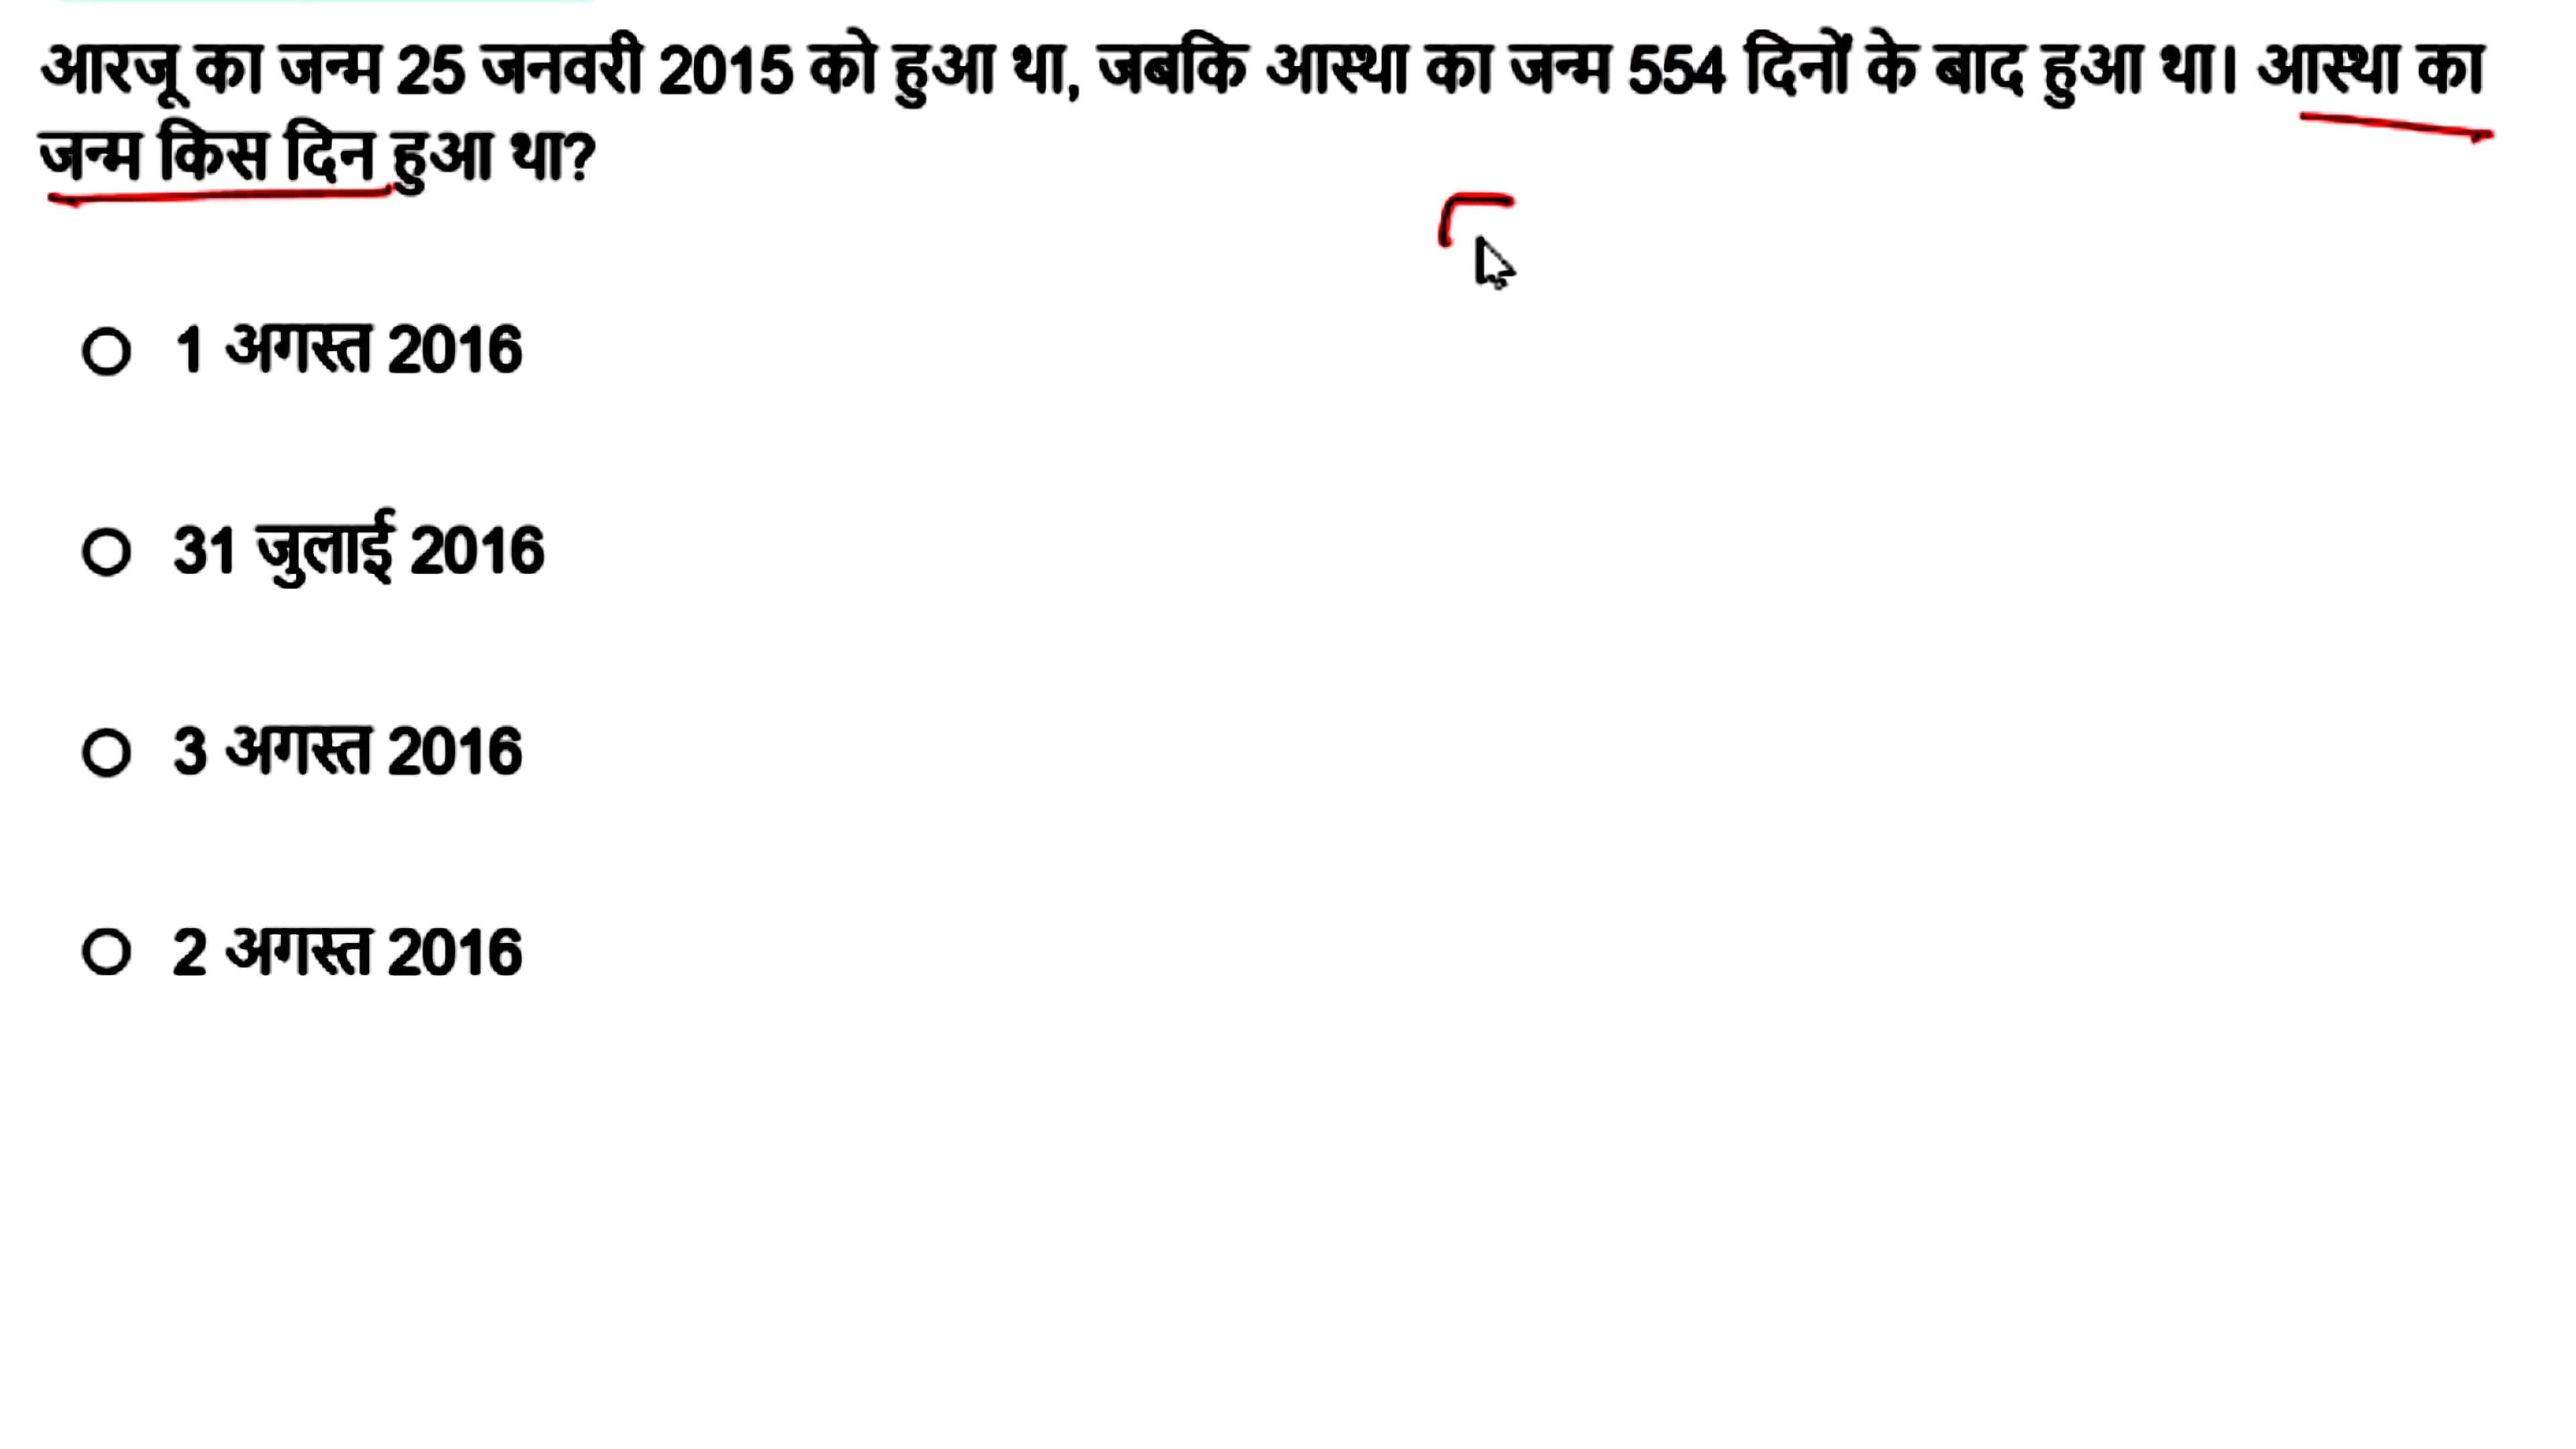 आरजू का जन्म 25 जनवरी 2015 को हुआ था, जबकि आस्था का जन्म 554 दिनों के बाद हुआ था। आस्था का
जन्म किस दिन हुआ था?
1 अगस्त 2016
31 जुलाई 2016
3 अगस्त 2016
2 अगस्त 2016